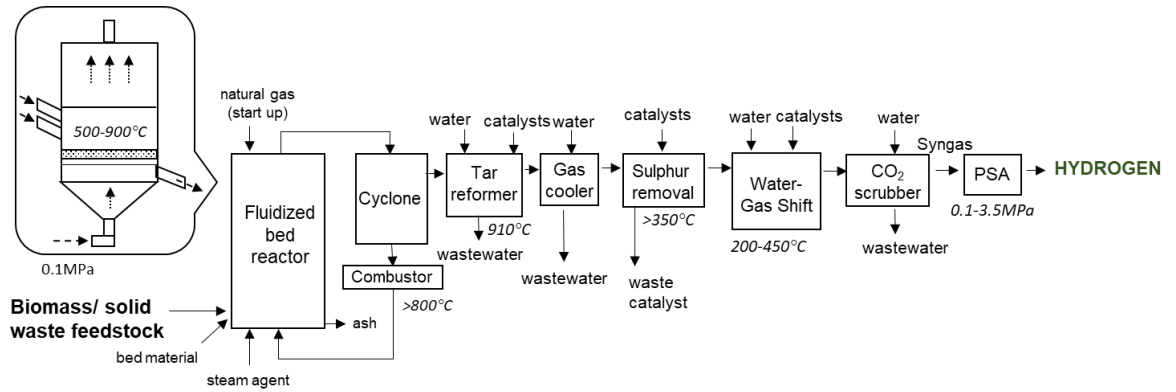 500-900°C
0.1MPa
natural gas
(start up)
Biomass/ solid
waste feedstock
bed material
steam agent
Fluidized
bed
reactor
ash
Cyclone
Combustor
>800°C
water
catalysts
Tar
reformer
910°C
wastewater
water
Gas
cooler
wastewater
catalysts
Sulphur
removal
>350°C
waste
catalyst
water
catalysts
Water-
Gas Shift
200-450°C
water
CO₂
scrubber
wastewater
Syngas
PSA
0.1-3.5MPa
HYDROGEN